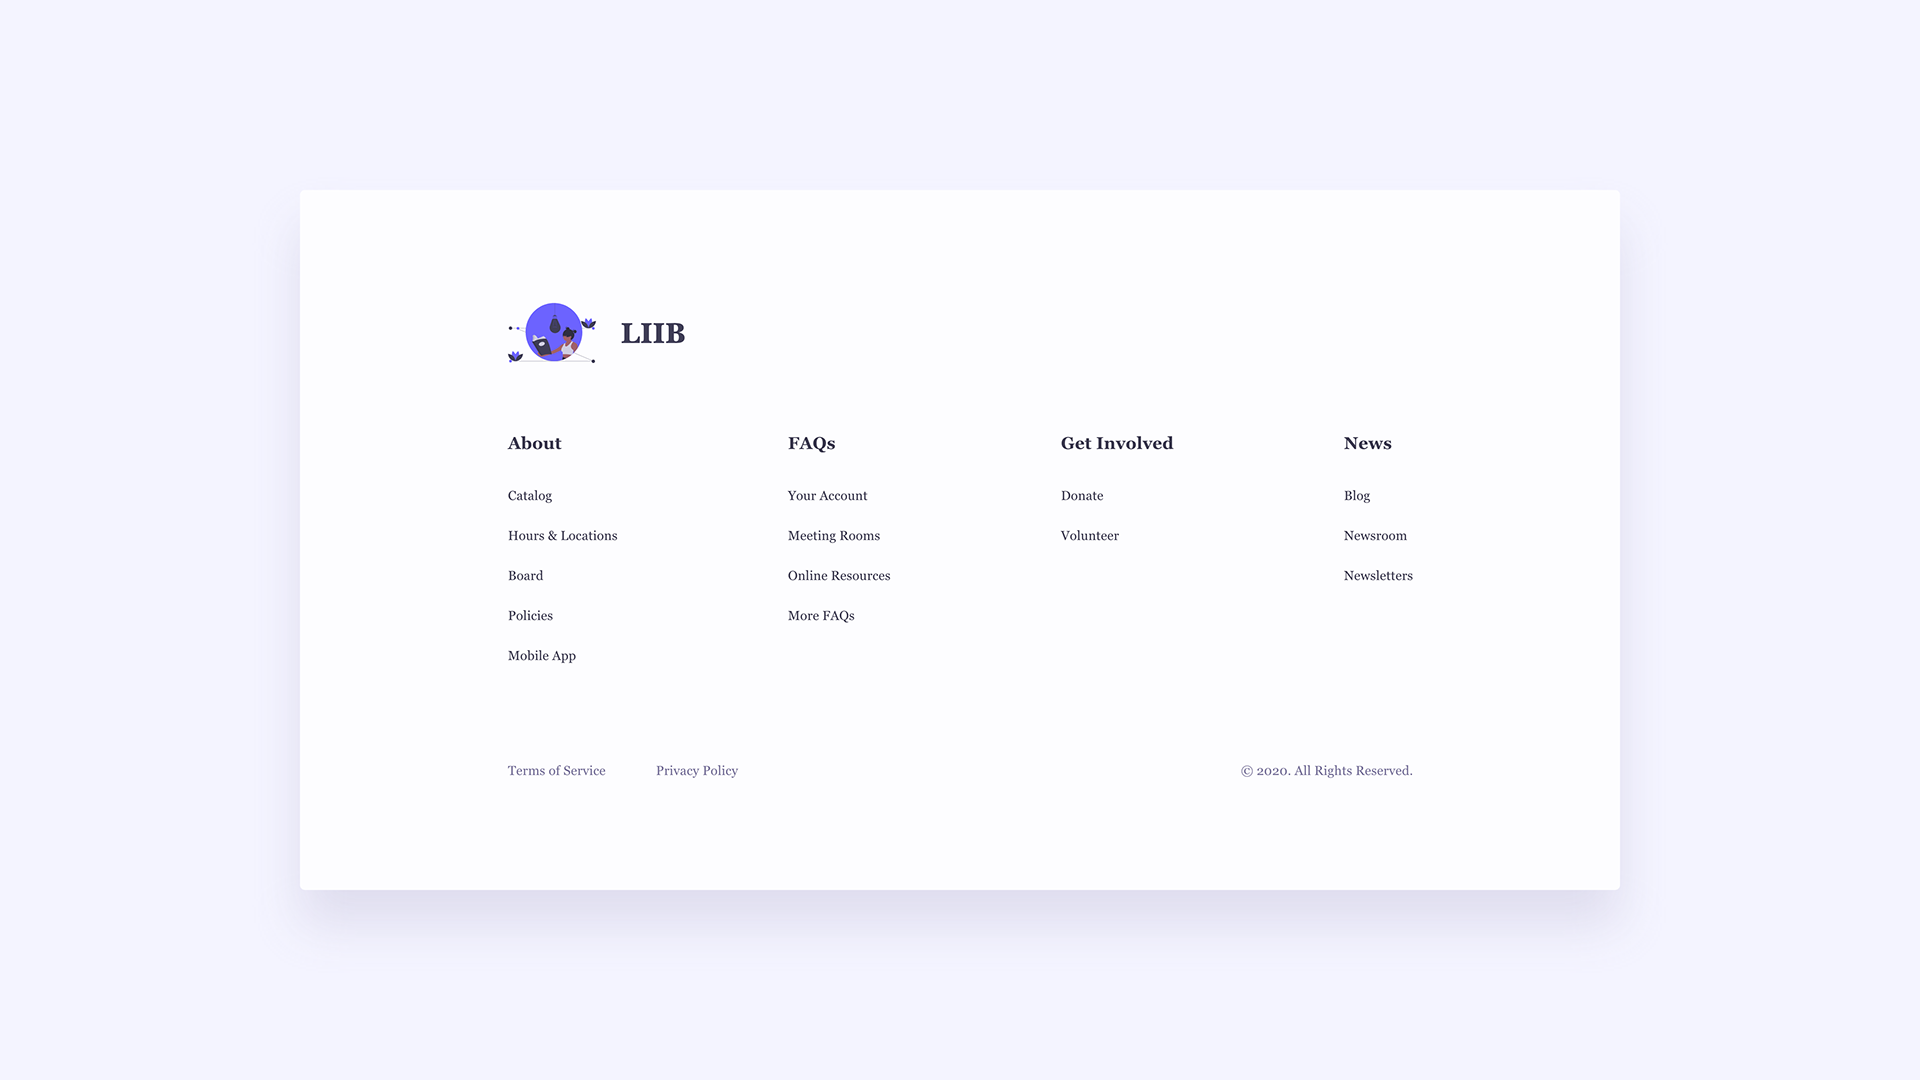 LIIB
About
Catalog
Hours & Locations
Board
Policies
Mobile App
FAQs
Your Account
Meeting Rooms
Online Resources
More FAQs
Get Involved
Donate
Volunteer
News
Blog
Newsroom
Newsletters
Terms of Service
Privacy Policy
© 2020. All Rights Reserved.